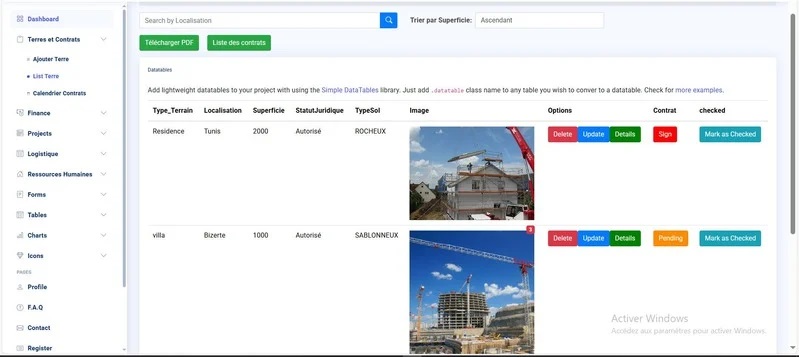 Dashboard
Terres et Contrats
Ajouter Terre
List Terre
Calendrier Contrats
Finance
Projects
Logistique
Ressources Humaines
Forms
Tables
Charts
Icons
PAGES
Profile
F.A.Q
Contact
Register
Search by Localisation
Trier par Superficie:
Ascendant
Télécharger PDF
Liste des contrats
Datatables
Add lightweight datatables to your project with using the Simple DataTables library. Just add .datatable class name to any table you wish to conver to a datatable. Check for more examples.
Type_Terrain Localisation Superficie StatutJuridique TypeSol Image Options Contrat checked
Residence Tunis 2000 Autorisé ROCHEUX Delete Update Details Sign Mark as Checked
villa Bizerte 1000 Autorisé SABLONNEUX 3 Delete Update Details Pending Mark as Checked
Activer Windows
Accédez aux paramètres pour activer Windows.